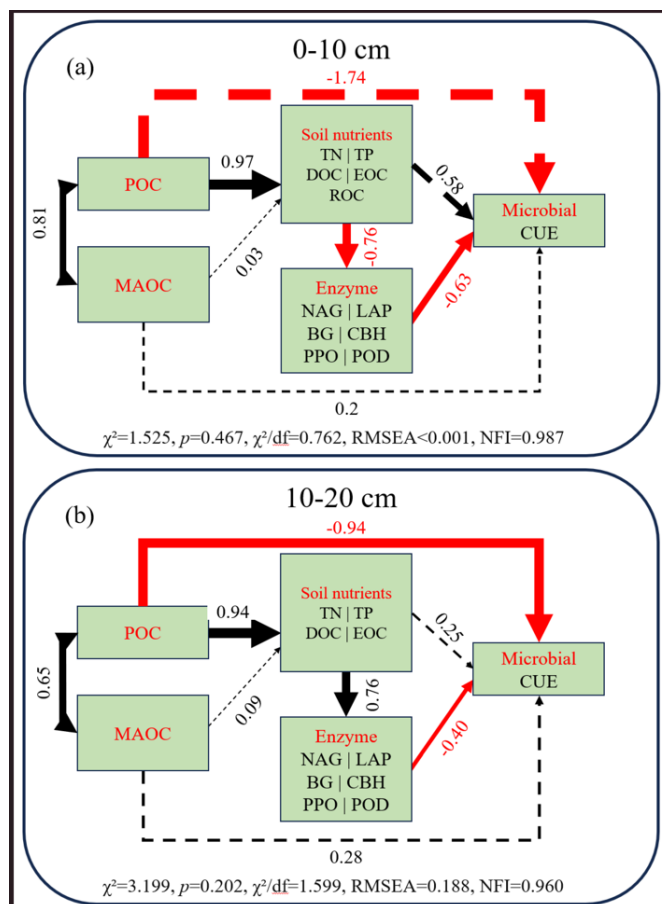 0-10 cm
(a)
-1.74
Soil nutrients
TN | TP
DOC | EOC
ROC
POC
0.97
0.58
0.81
Microbial
CUE
0.03
-0.76
MAOC
Enzyme
NAG | LAP
BG | CBH
PPO | POD
-0.63
0.2
χ²=1.525, p=0.467, χ²/df=0.762, RMSEA<0.001, NFI=0.987
10-20 cm
(b)
-0.94
Soil nutrients
TN | TP
DOC | EOC
POC
0.94
0.25
0.65
Microbial
CUE
0.09
0.76
MAOC
Enzyme
NAG | LAP
BG | CBH
PPO | POD
-0.40
0.28
χ²=3.199, p=0.202, χ²/df=1.599, RMSEA=0.188, NFI=0.960